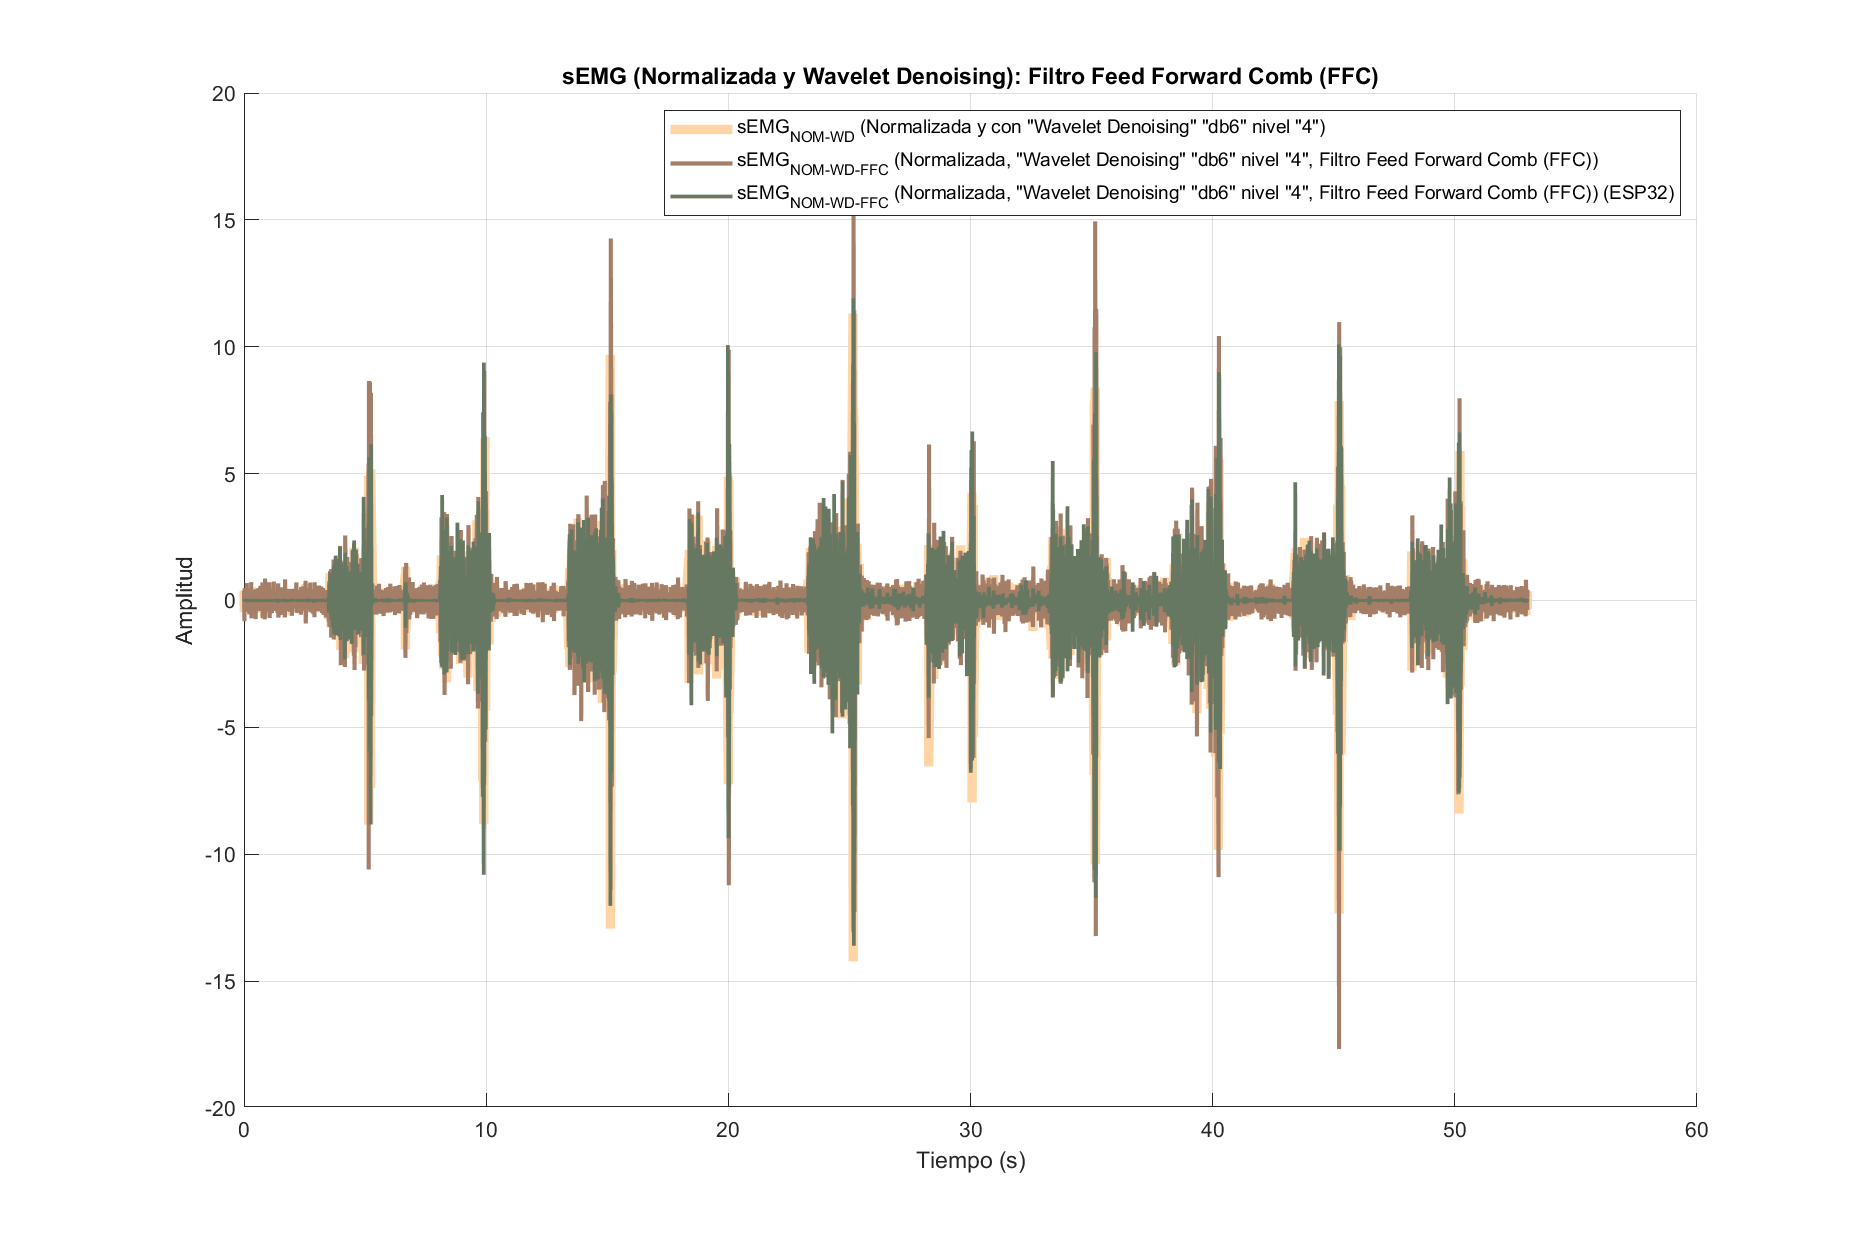 sEMG (Normalizada y Wavelet Denoising): Filtro Feed Forward Comb (FFC)
sEMG_NOM-WD (Normalizada y con "Wavelet Denoising" "db6" nivel "4")
sEMG_NOM-WD-FFC (Normalizada, "Wavelet Denoising" "db6" nivel "4", Filtro Feed Forward Comb (FFC))
sEMG_NOM-WD-FFC (Normalizada, "Wavelet Denoising" "db6" nivel "4", Filtro Feed Forward Comb (FFC)) (ESP32)
20
15
10
5
0
-5
-10
-15
-20
Amplitud
0 10 20 30 40 50 60
Tiempo (s)